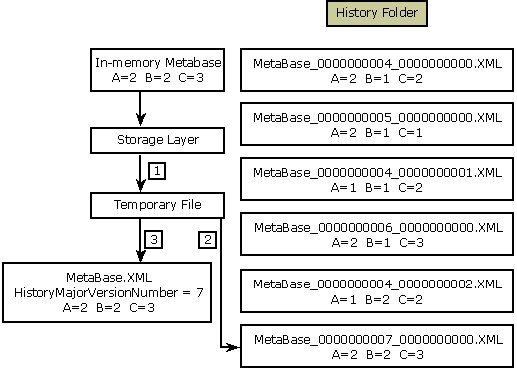 History Folder
In-memory Metabase
A=2 B=2 C=3
Storage Layer
1
Temporary File
3
2
MetaBase.XML
HistoryMajorVersionNumber = 7
A=2 B=2 C=3
MetaBase_0000000004_0000000000.XML
A=2 B=1 C=2
MetaBase_0000000005_0000000000.XML
A=2 B=1 C=1
MetaBase_0000000004_0000000001.XML
A=1 B=1 C=2
MetaBase_0000000006_0000000000.XML
A=2 B=1 C=3
MetaBase_0000000004_0000000002.XML
A=1 B=2 C=2
MetaBase_0000000007_0000000000.XML
A=2 B=2 C=3